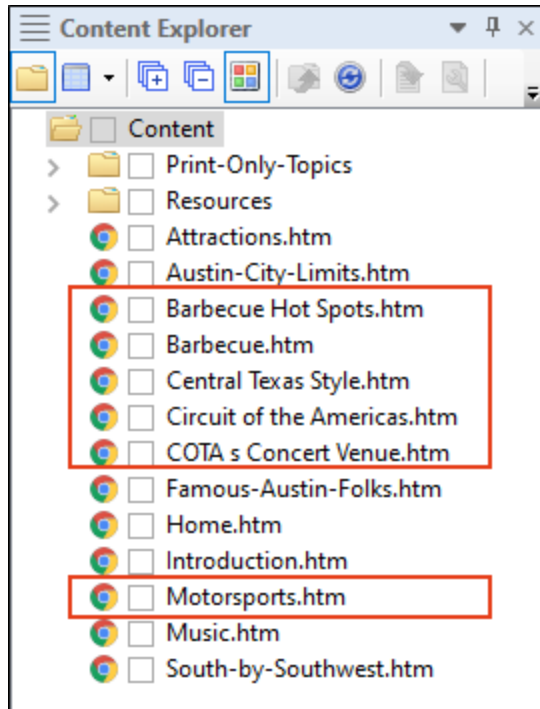 Content Explorer
Content
Print-Only-Topics
Resources
Attractions.htm
Austin-City-Limits.htm
Barbecue Hot Spots.htm
Barbecue.htm
Central Texas Style.htm
Circuit of the Americas.htm
COTA s Concert Venue.htm
Famous-Austin-Folks.htm
Home.htm
Introduction.htm
Motorsports.htm
Music.htm
South-by-Southwest.htm